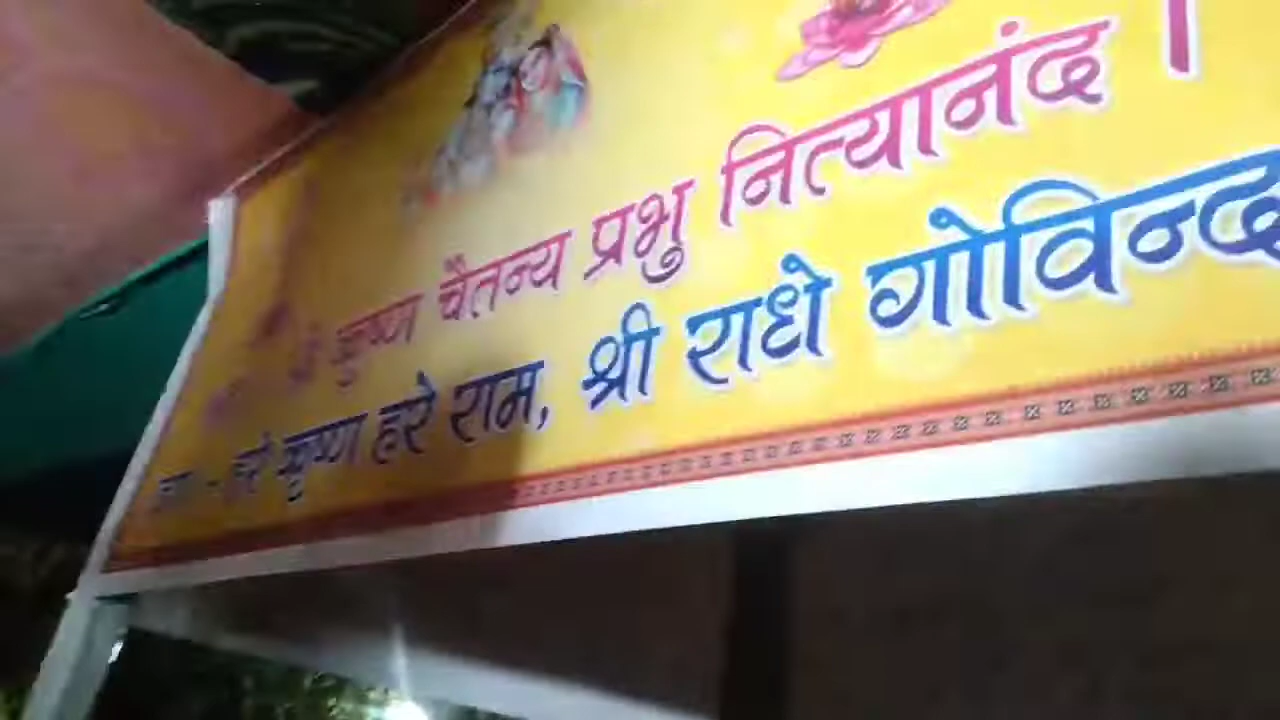 श्री कृष्ण चैतन्य प्रभु नित्यानंद ।
हरे कृष्ण हरे राम, श्री राधे गोविन्द